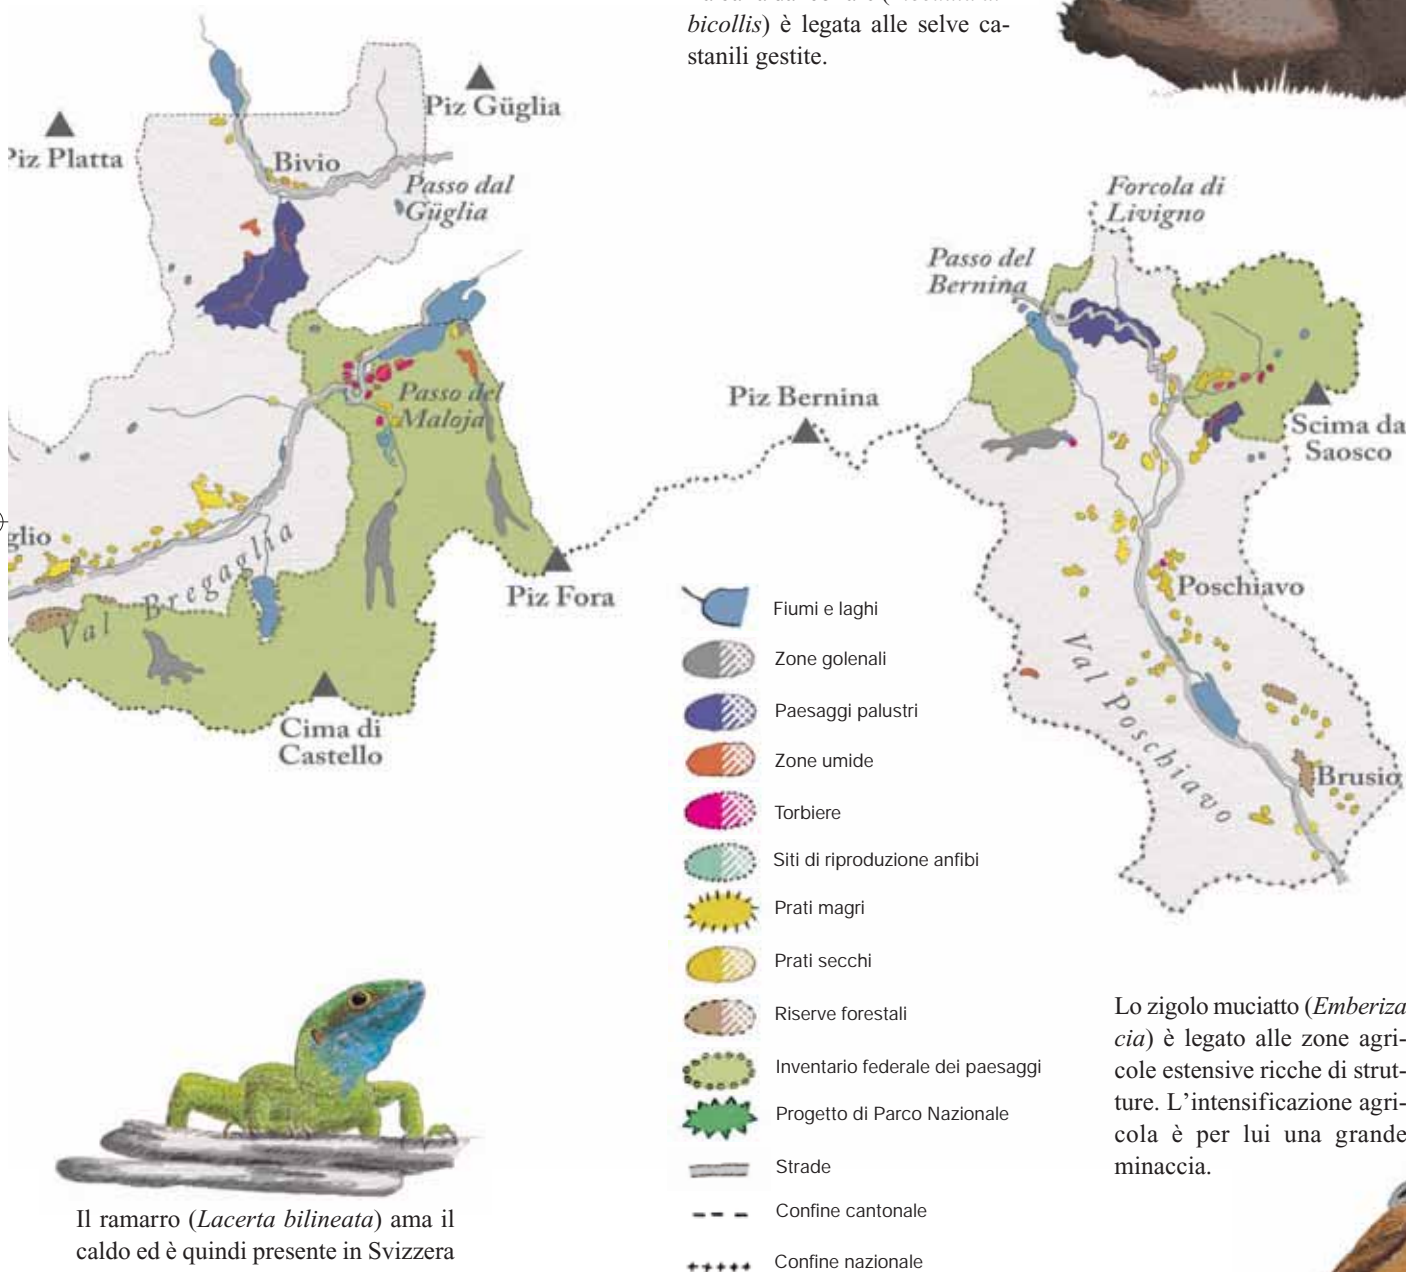 bicollis) è legata alle selve ca-
stanili gestite.
Piz Güglia
Piz Platta
Bivio
Passo dal
Güglia
Forcola di
Livigno
Passo del
Bernina
Passo del
Maloja
Piz Bernina
Scima da
Saosco
glio
Val Bregaglia
Piz Fora
Poschiavo
Val Poschiavo
Cima di
Castello
Brusio
Fiumi e laghi
Zone golenali
Paesaggi palustri
Zone umide
Torbiere
Siti di riproduzione anfibi
Prati magri
Prati secchi
Riserve forestali
Inventario federale dei paesaggi
Progetto di Parco Nazionale
Strade
Confine cantonale
Confine nazionale
Lo zigolo muciatto (Emberiza
cia) è legato alle zone agri-
cole estensive ricche di strut-
ture. L'intensificazione agri-
cola è per lui una grande
minaccia.
Il ramarro (Lacerta bilineata) ama il
caldo ed è quindi presente in Svizzera